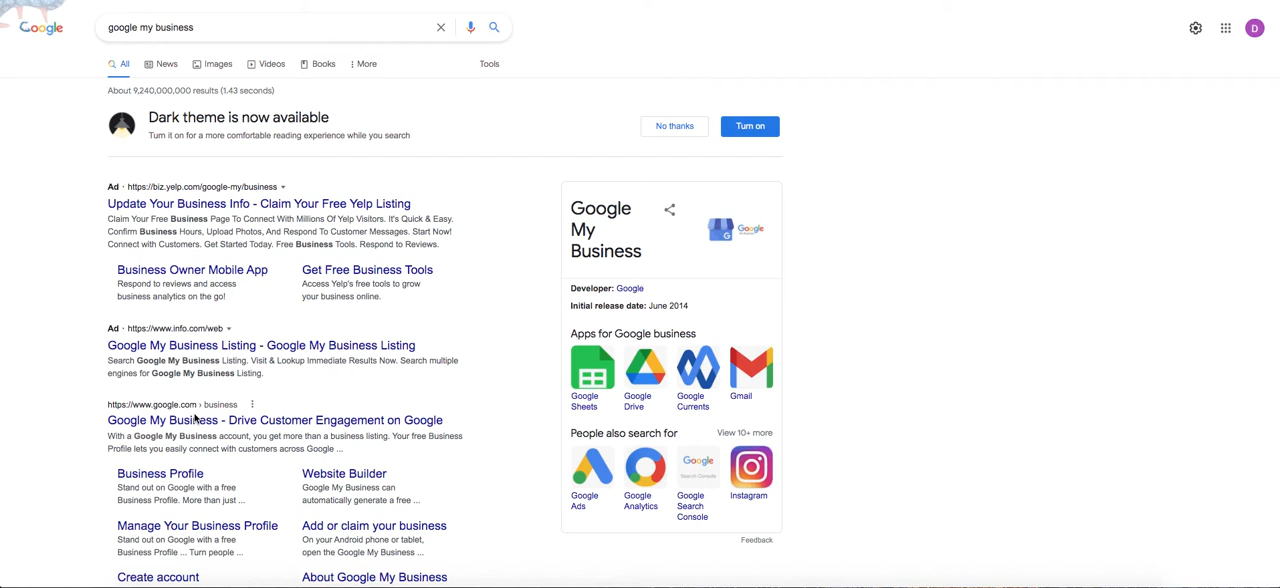 Google
google my business
D
All
News
Images
Videos
Books
More
Tools
About 9,240,000,000 results (1.43 seconds)
Dark theme is now available
Turn it on for a more comfortable reading experience while you search
No thanks
Turn on
Ad · https://biz.yelp.com/google-my/business
Update Your Business Info - Claim Your Free Yelp Listing
Claim Your Free Business Page To Connect With Millions Of Yelp Visitors. It's Quick & Easy.
Confirm Business Hours, Upload Photos, And Respond To Customer Messages. Start Now!
Connect with Customers. Get Started Today. Free Business Tools. Respond to Reviews.
Business Owner Mobile App
Respond to reviews and access
business analytics on the go!
Get Free Business Tools
Access Yelp's free tools to grow
your business online.
Ad · https://www.info.com/web
Google My Business Listing - Google My Business Listing
Search Google My Business Listing. Visit & Lookup Immediate Results Now. Search multiple
engines for Google My Business Listing.
https://www.google.com › business
Google My Business - Drive Customer Engagement on Google
With a Google My Business account, you get more than a business listing. Your free Business
Profile lets you easily connect with customers across Google ...
Business Profile
Stand out on Google with a free
Business Profile. More than just ...
Website Builder
Google My Business can
automatically generate a free ...
Manage Your Business Profile
Stand out on Google with a free
Business Profile ... Turn people ...
Add or claim your business
On your Android phone or tablet,
open the Google My Business ...
Create account
About Google My Business
Google
My
Business
G
Google
Developer: Google
Initial release date: June 2014
Apps for Google business
Google
Sheets
Google
Drive
Google
Currents
Gmail
People also search for
View 10+ more
Google
Search Console
Google
Ads
Google
Analytics
Google
Search
Console
Instagram
Feedback